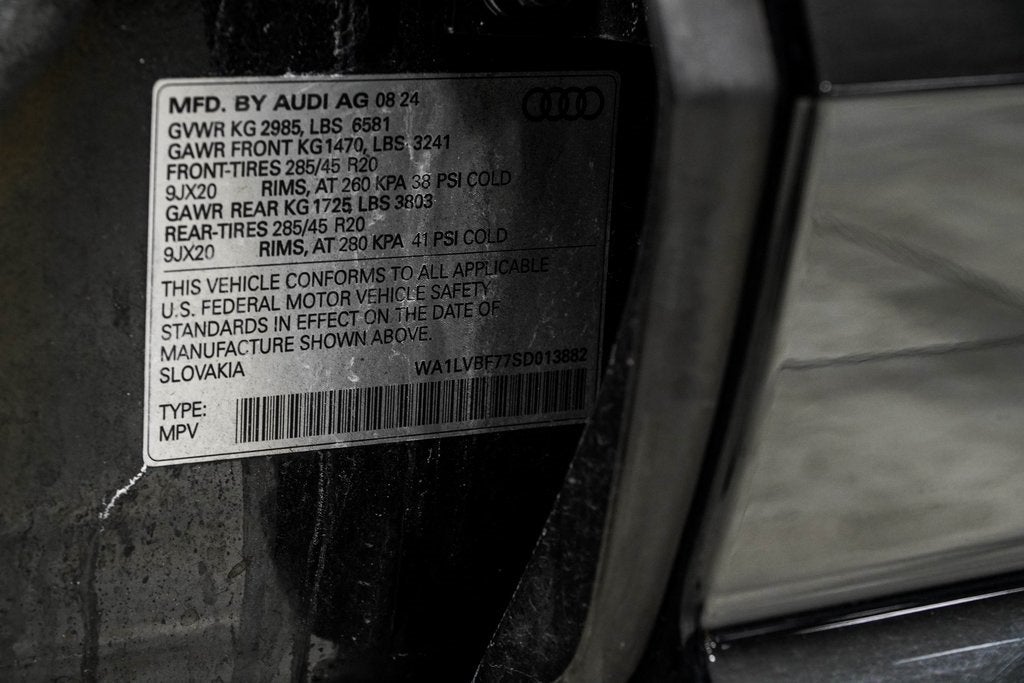 MFD. BY AUDI AG 08 24
GVWR KG 2985, LBS 6581
GAWR FRONT KG1470, LBS 3241
FRONT-TIRES 285/45 R20
9JX20 RIMS, AT 260 KPA 38 PSI COLD
GAWR REAR KG 1725, LBS 3803
REAR-TIRES 285/45 R20
9JX20 RIMS, AT 280 KPA 41 PSI COLD
THIS VEHICLE CONFORMS TO ALL APPLICABLE
U.S. FEDERAL MOTOR VEHICLE SAFETY
STANDARDS IN EFFECT ON THE DATE OF
MANUFACTURE SHOWN ABOVE.
SLOVAKIA WA1LVBF77SD013882
TYPE:
MPV